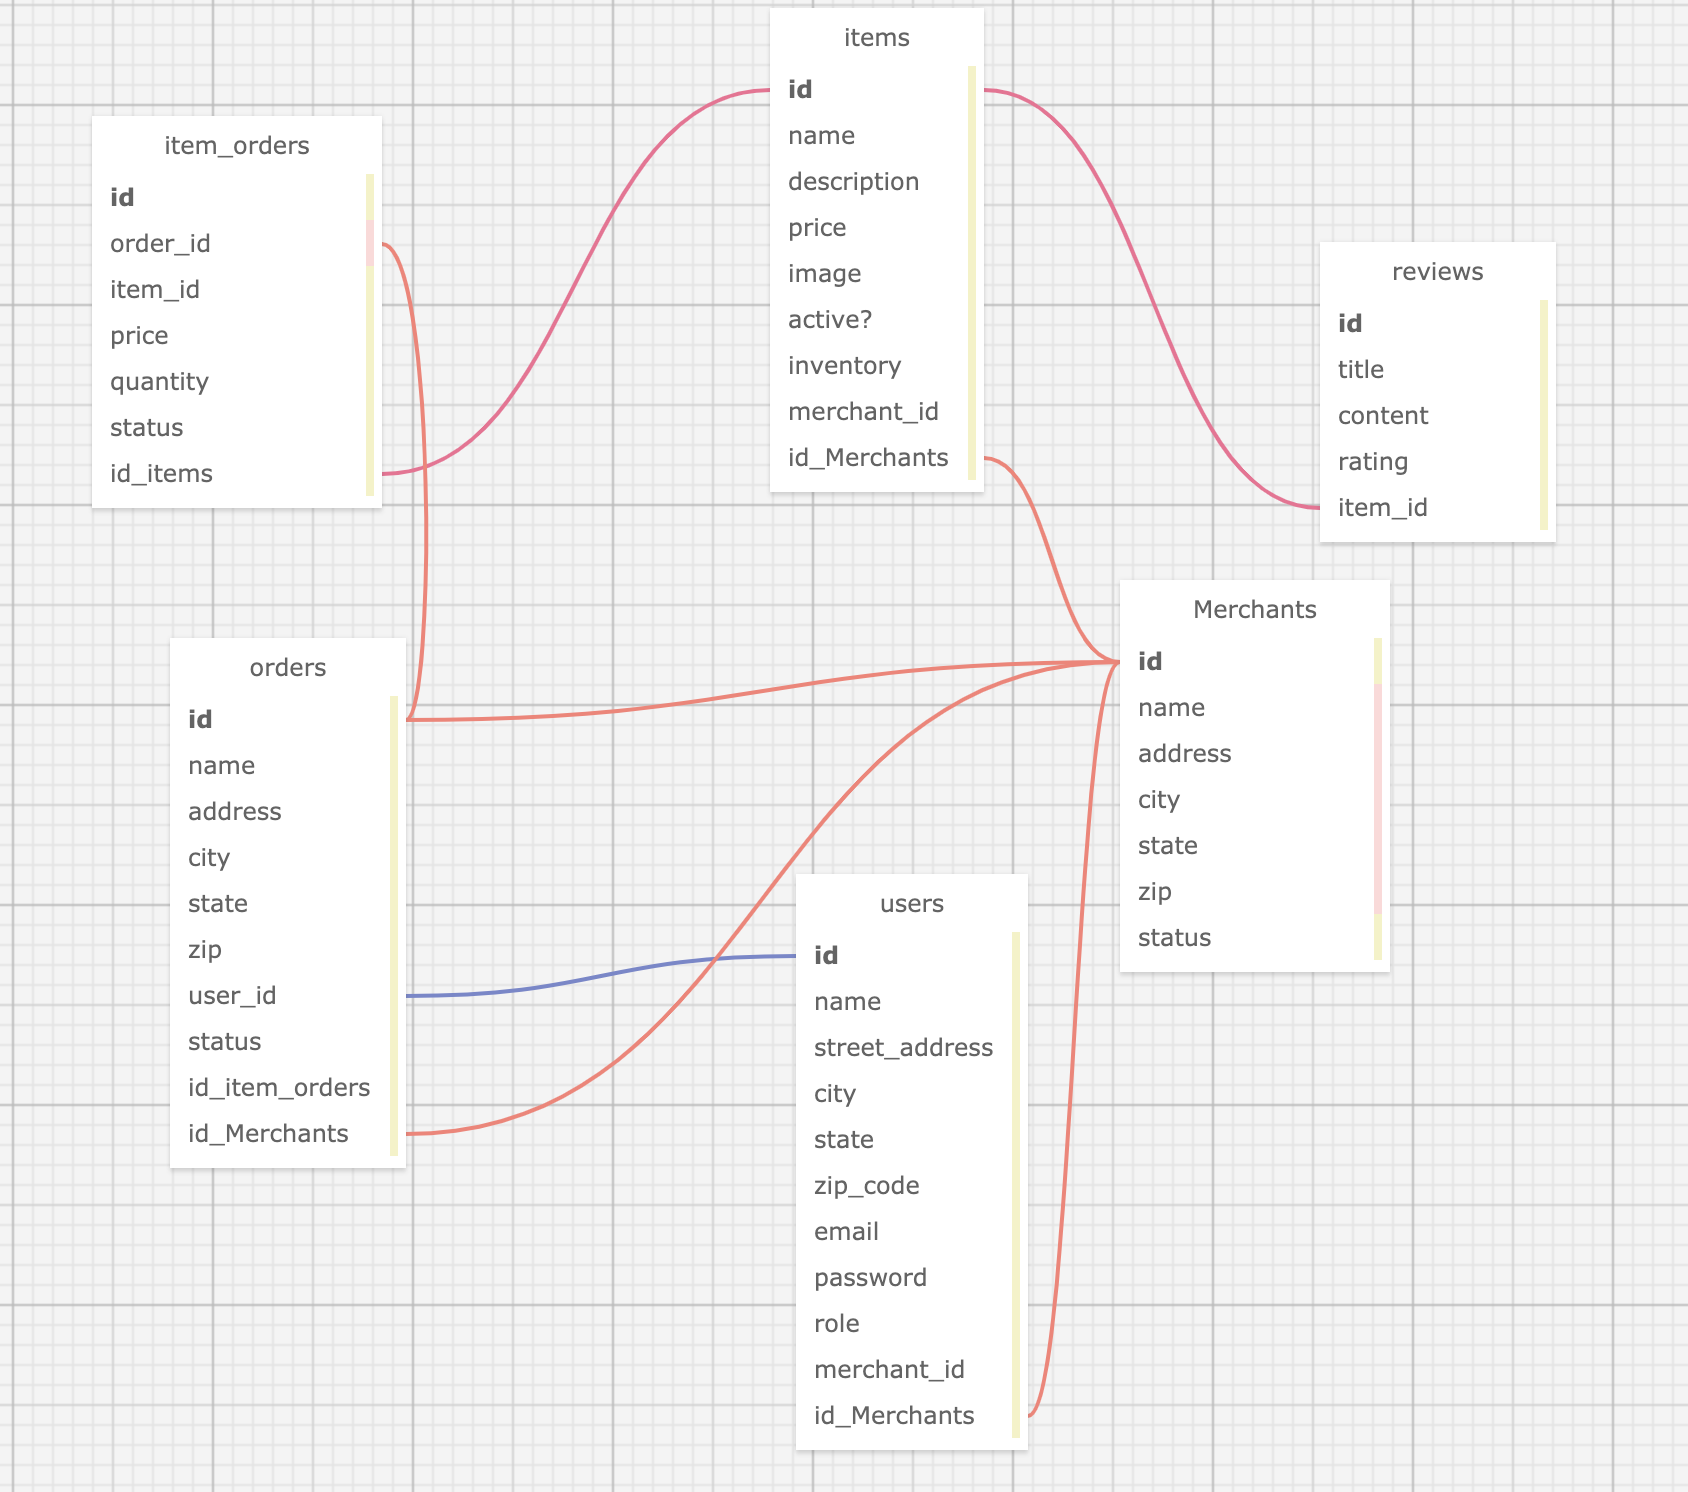 items
id
name
description
price
image
active?
inventory
merchant_id
id_Merchants
item_orders
id
order_id
item_id
price
quantity
status
id_items
reviews
id
title
content
rating
item_id
Merchants
id
name
address
city
state
zip
status
orders
id
name
address
city
state
zip
user_id
status
id_item_orders
id_Merchants
users
id
name
street_address
city
state
zip_code
email
password
role
merchant_id
id_Merchants